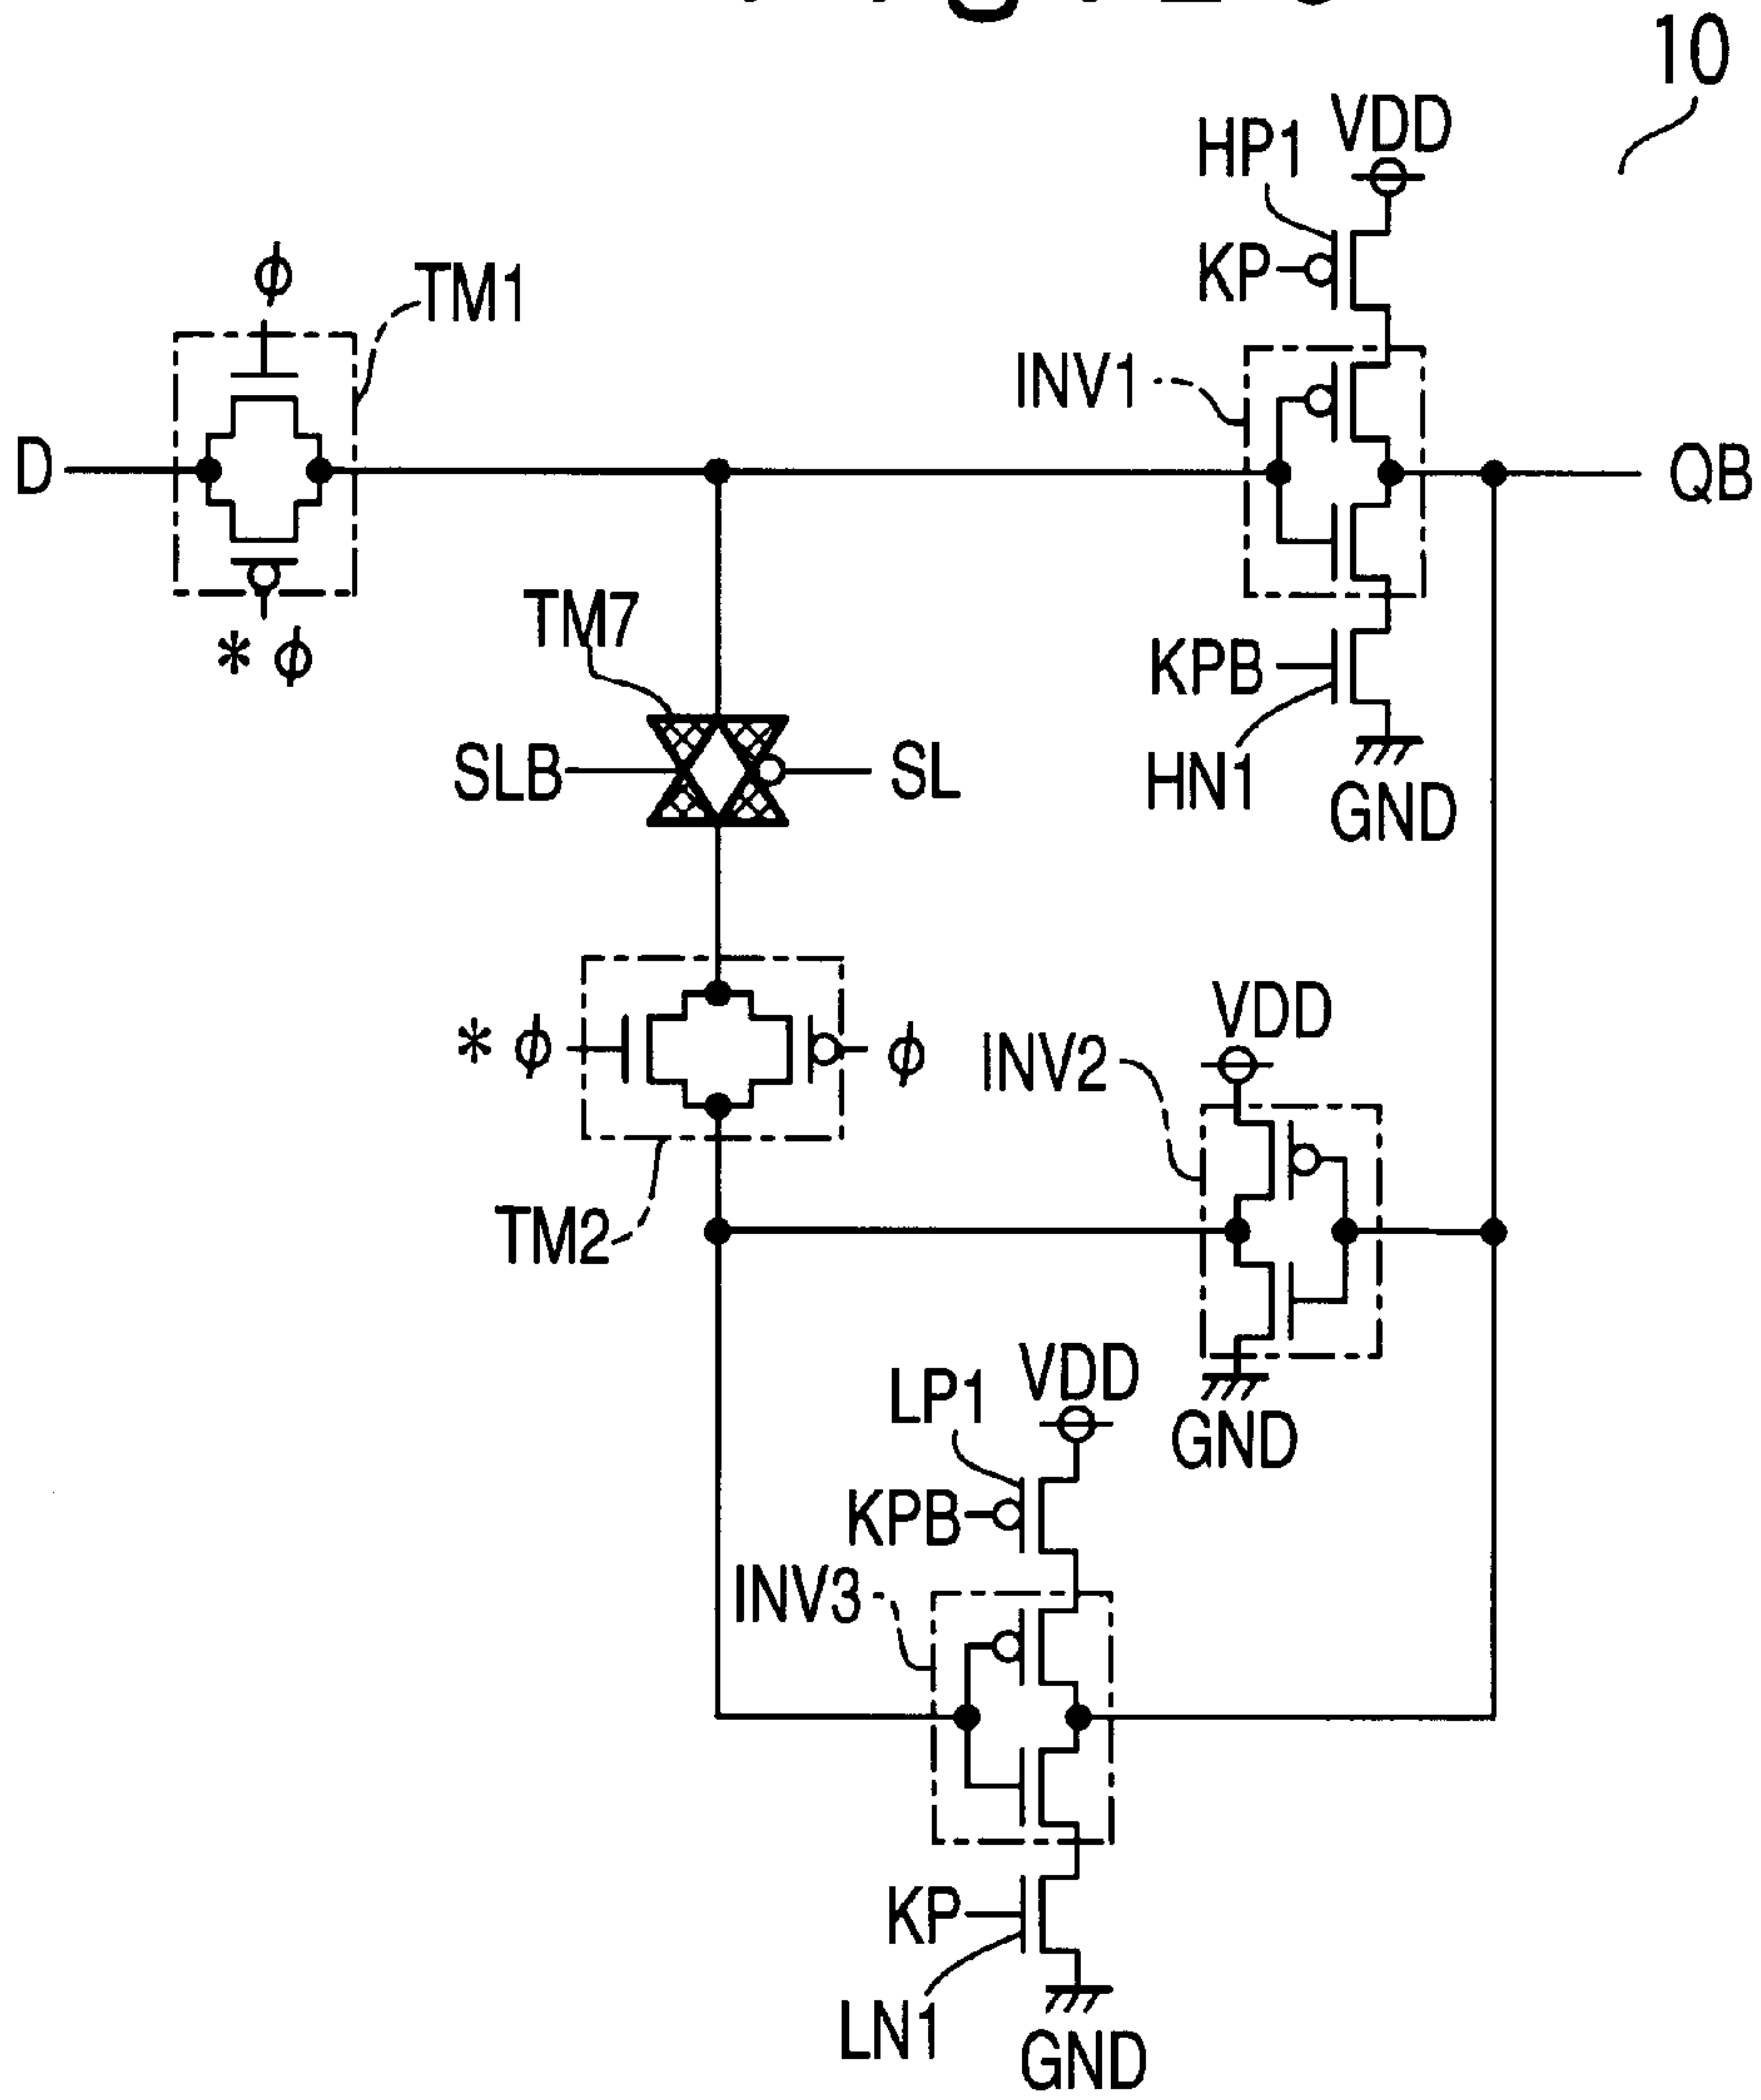 10
VDD
HP1
KP
ϕ
TM1
INV1
D
QB
* ϕ
TM7
KPB
HN1
GND
SLB
SL
* ϕ
ϕ
TM2
VDD
INV2
GND
VDD
LP1
KPB
INV3
KP
LN1
GND